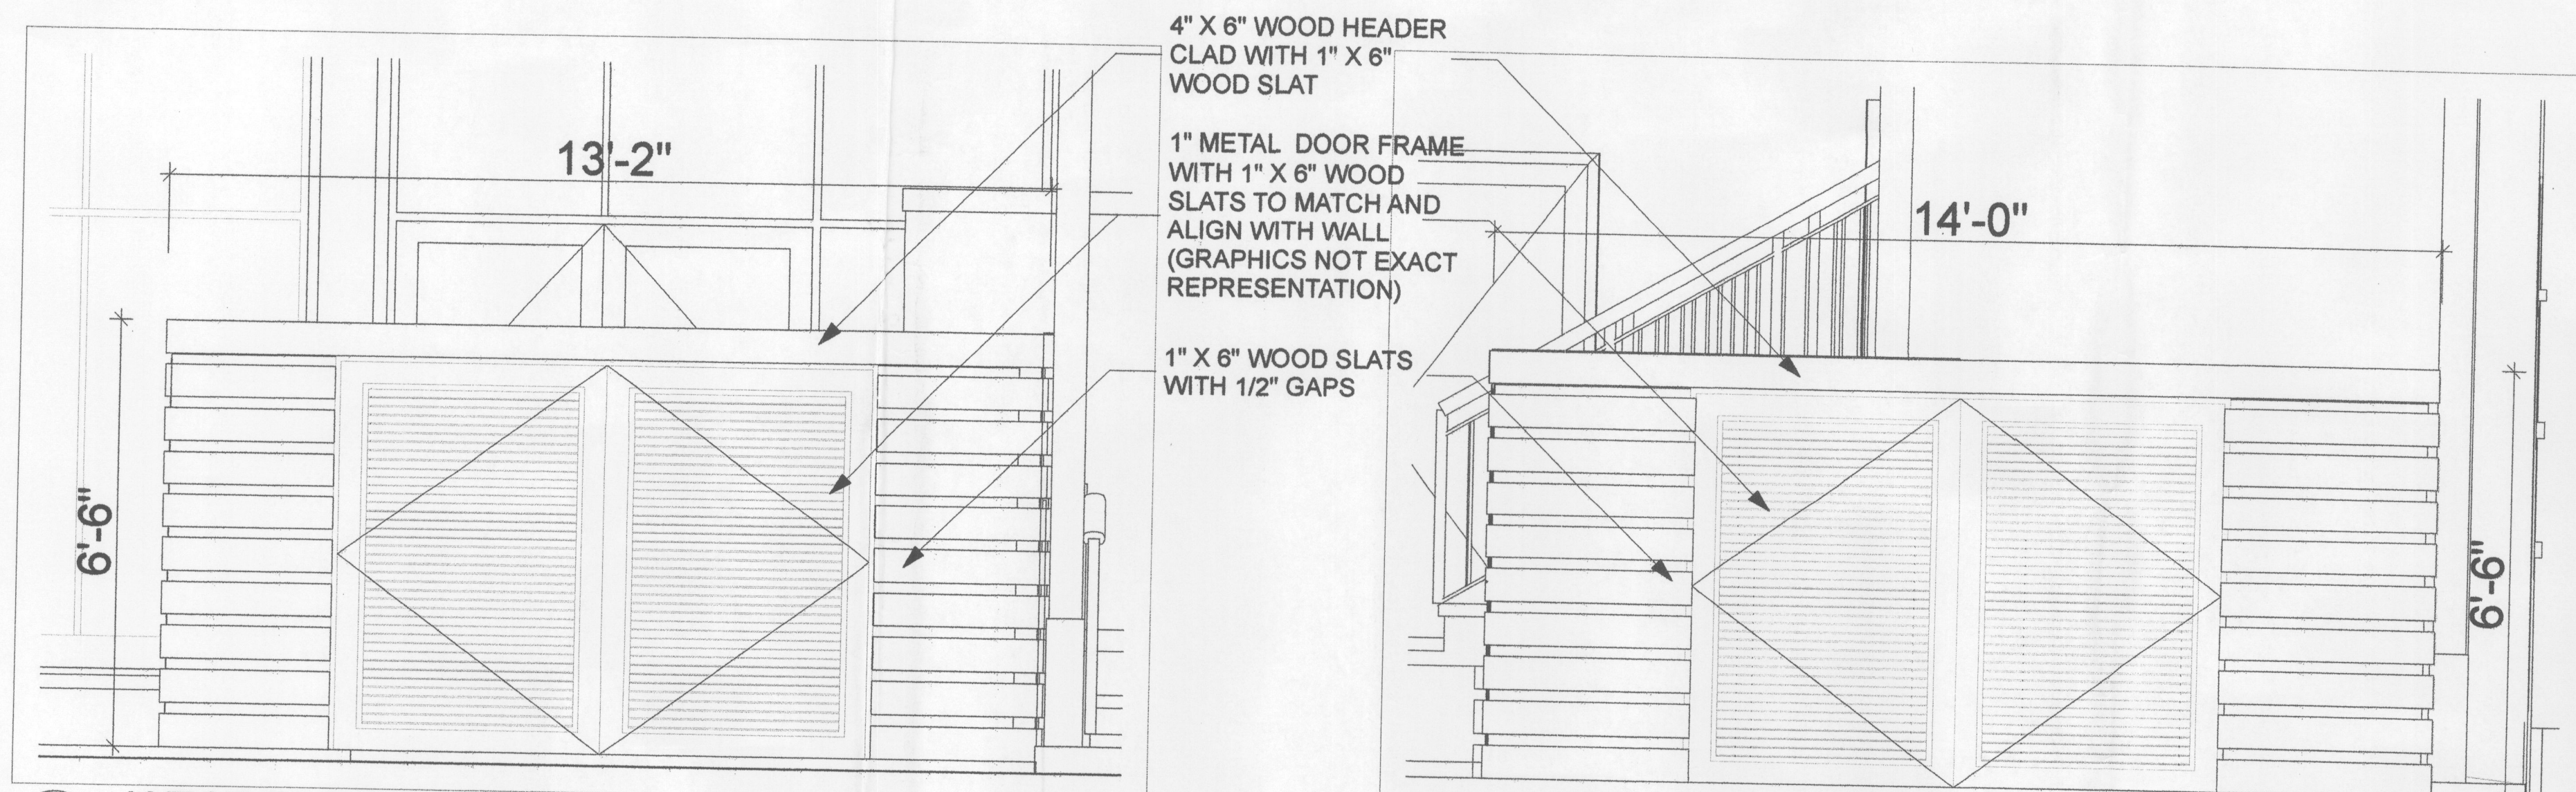 4" X 6" WOOD HEADER
CLAD WITH 1" X 6"
WOOD SLAT
13'-2"
1" METAL DOOR FRAME
WITH 1" X 6" WOOD
SLATS TO MATCH AND
ALIGN WITH WALL
(GRAPHICS NOT EXACT
REPRESENTATION)
14'-0"
1" X 6" WOOD SLATS
WITH 1/2" GAPS
6'-6"
6'-6"